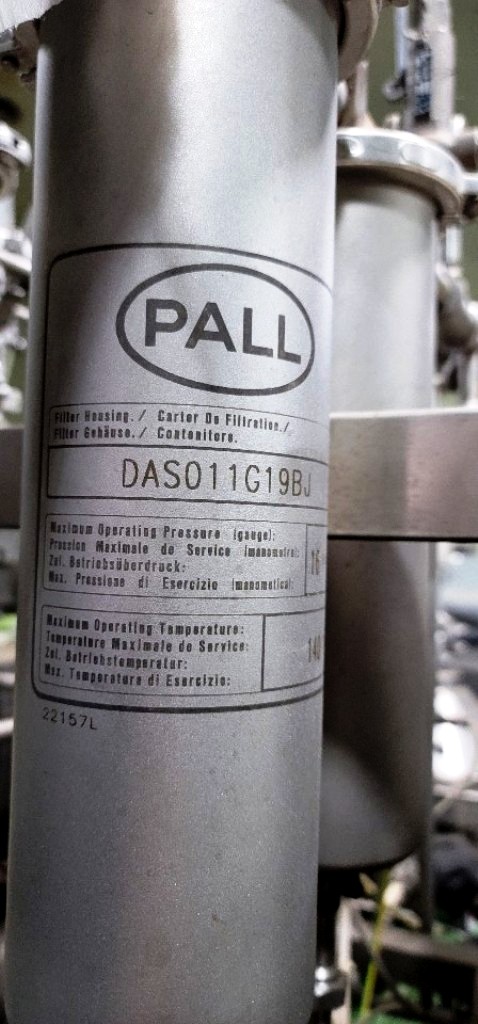 PALL
Filter Housing./ Carter De Filtration./
Filter Gehäuse./ Contenitore.
DAS011G19BJ
Maximum Operating Pressure (gauge):
Pression Maximale de Service (manometre):
Zul. Betriebsüberdruck:
Max. Pressione di Esercizio (manometica):
16
Maximum Operating Temperature:
Temperature Maximale de Service:
Zul. Betriebstemperatur:
Max. Temperatura di Esercizio:
140
22157L